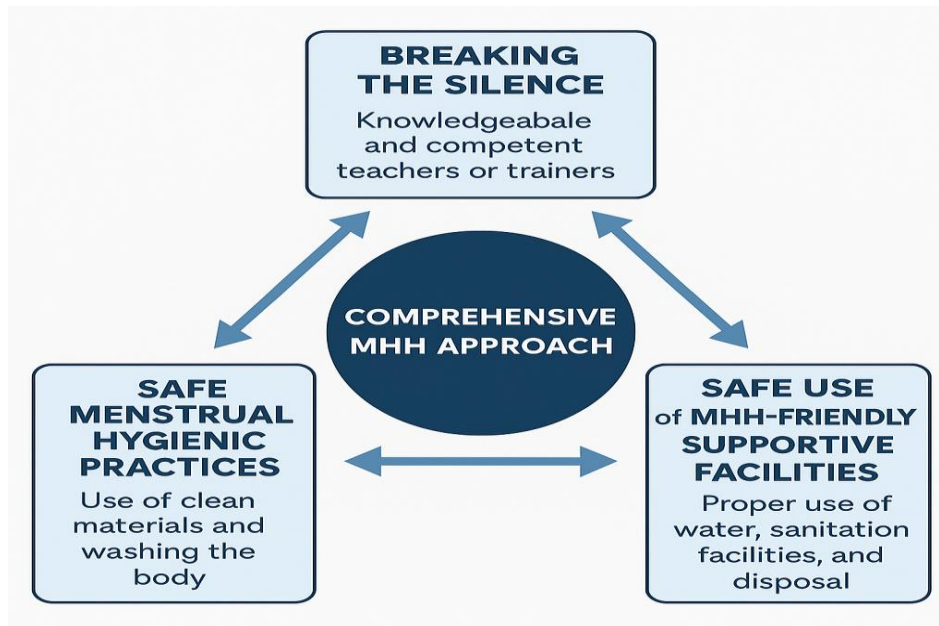 BREAKING
THE SILENCE
Knowledgeabale
and competent
teachers or trainers
COMPREHENSIVE
MHH APPROACH
SAFE
MENSTRUAL
HYGIENIC
PRACTICES
Use of clean
materials and
washing the
body
SAFE USE
of MHH-FRIENDLY
SUPPORTIVE
FACILITIES
Proper use of
water, sanitation
facilities, and
disposal